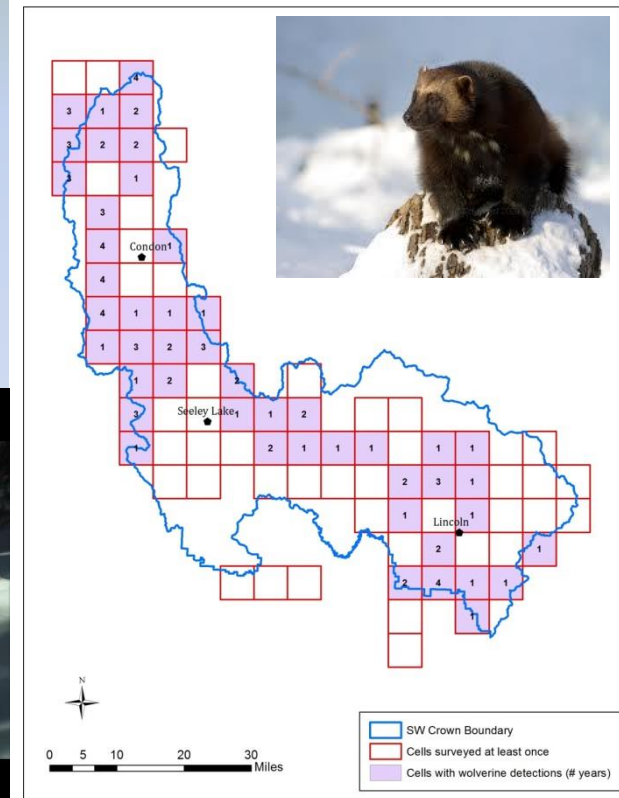 4
3 1 2
3 2 2
3 1
3
4 Condon 1
4
4 1 1 1
1 3 2 3
1 2
3 Seeley Lake 1 1 2
1 2 1 1 1 1 1
2 3 1
1 1
Lincoln
2 1
2 4 1 1
1
N
0 5 10 20 30
Miles
SW Crown Boundary
Cells surveyed at least once
Cells with wolverine detections (# years)